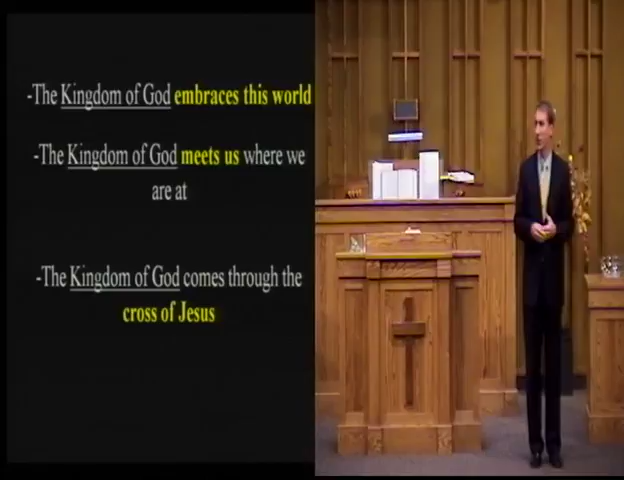 -The Kingdom of God embraces this world
-The Kingdom of God meets us where we
are at
-The Kingdom of God comes through the
cross of Jesus